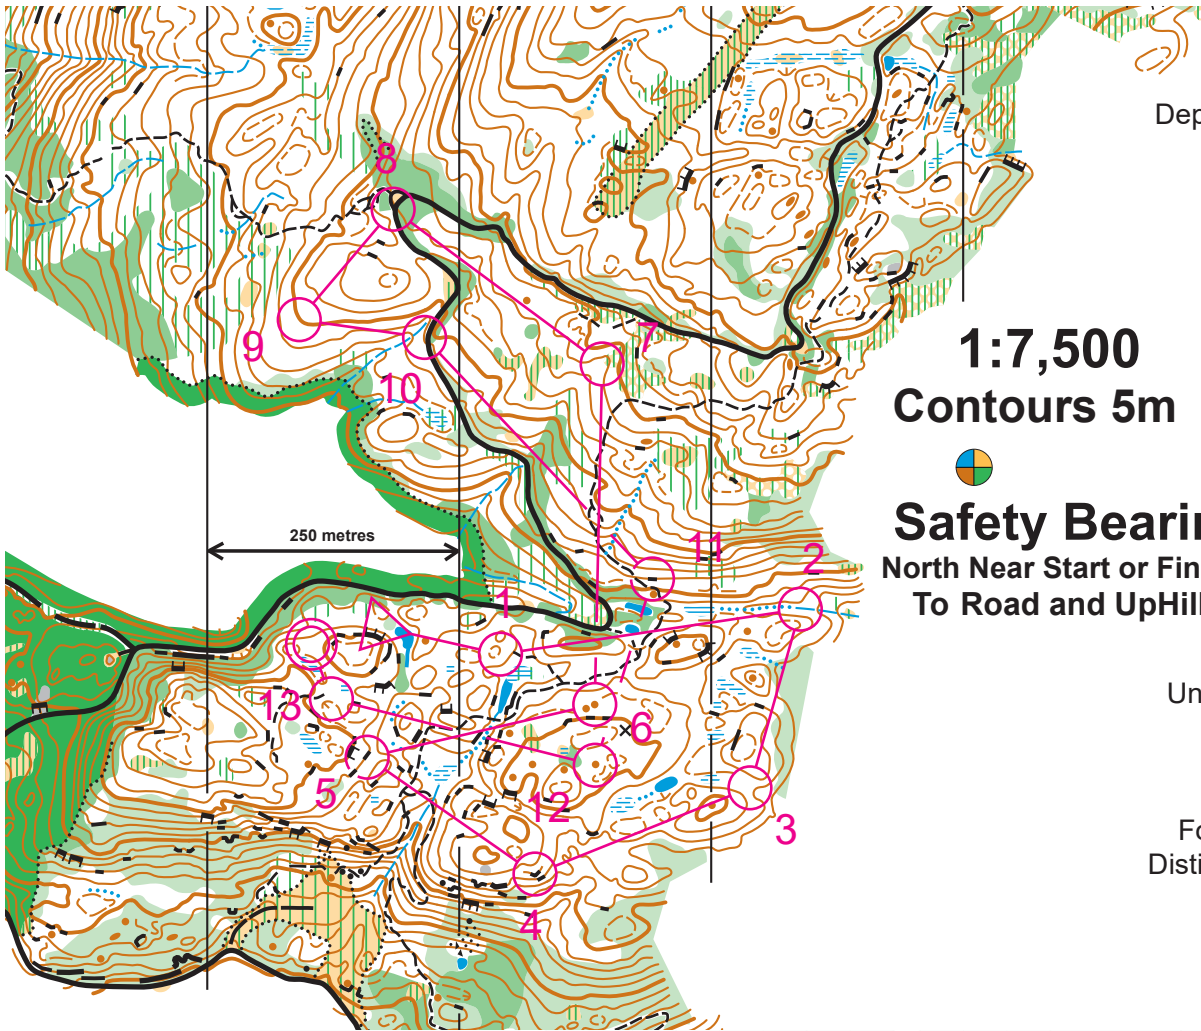 Dep
8
7
9
1:7,500
10
Contours 5m
Safety Bearin
250 metres
11
2
North Near Start or Fin
1
To Road and UpHill
13
Un
6
5
12
3
Fo
Disti
4